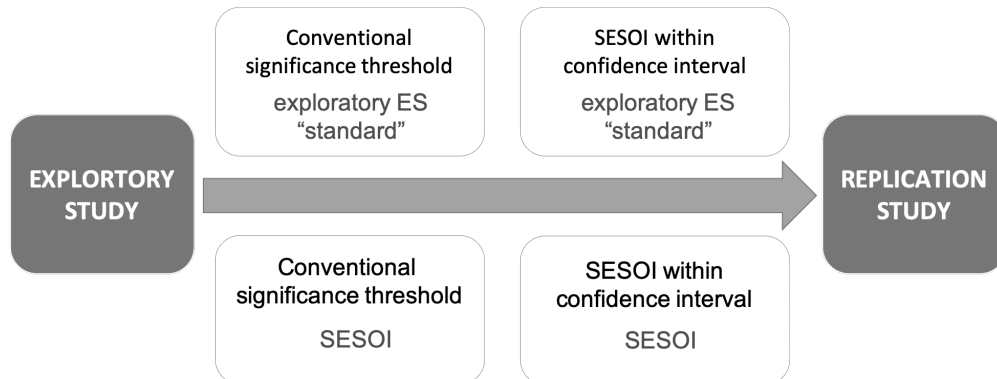 Conventional
significance threshold
exploratory ES
“standard”
SESOI within
confidence interval
exploratory ES
“standard”
EXPLORTORY
STUDY
REPLICATION
STUDY
Conventional
significance threshold
SESOI
SESOI within
confidence interval
SESOI